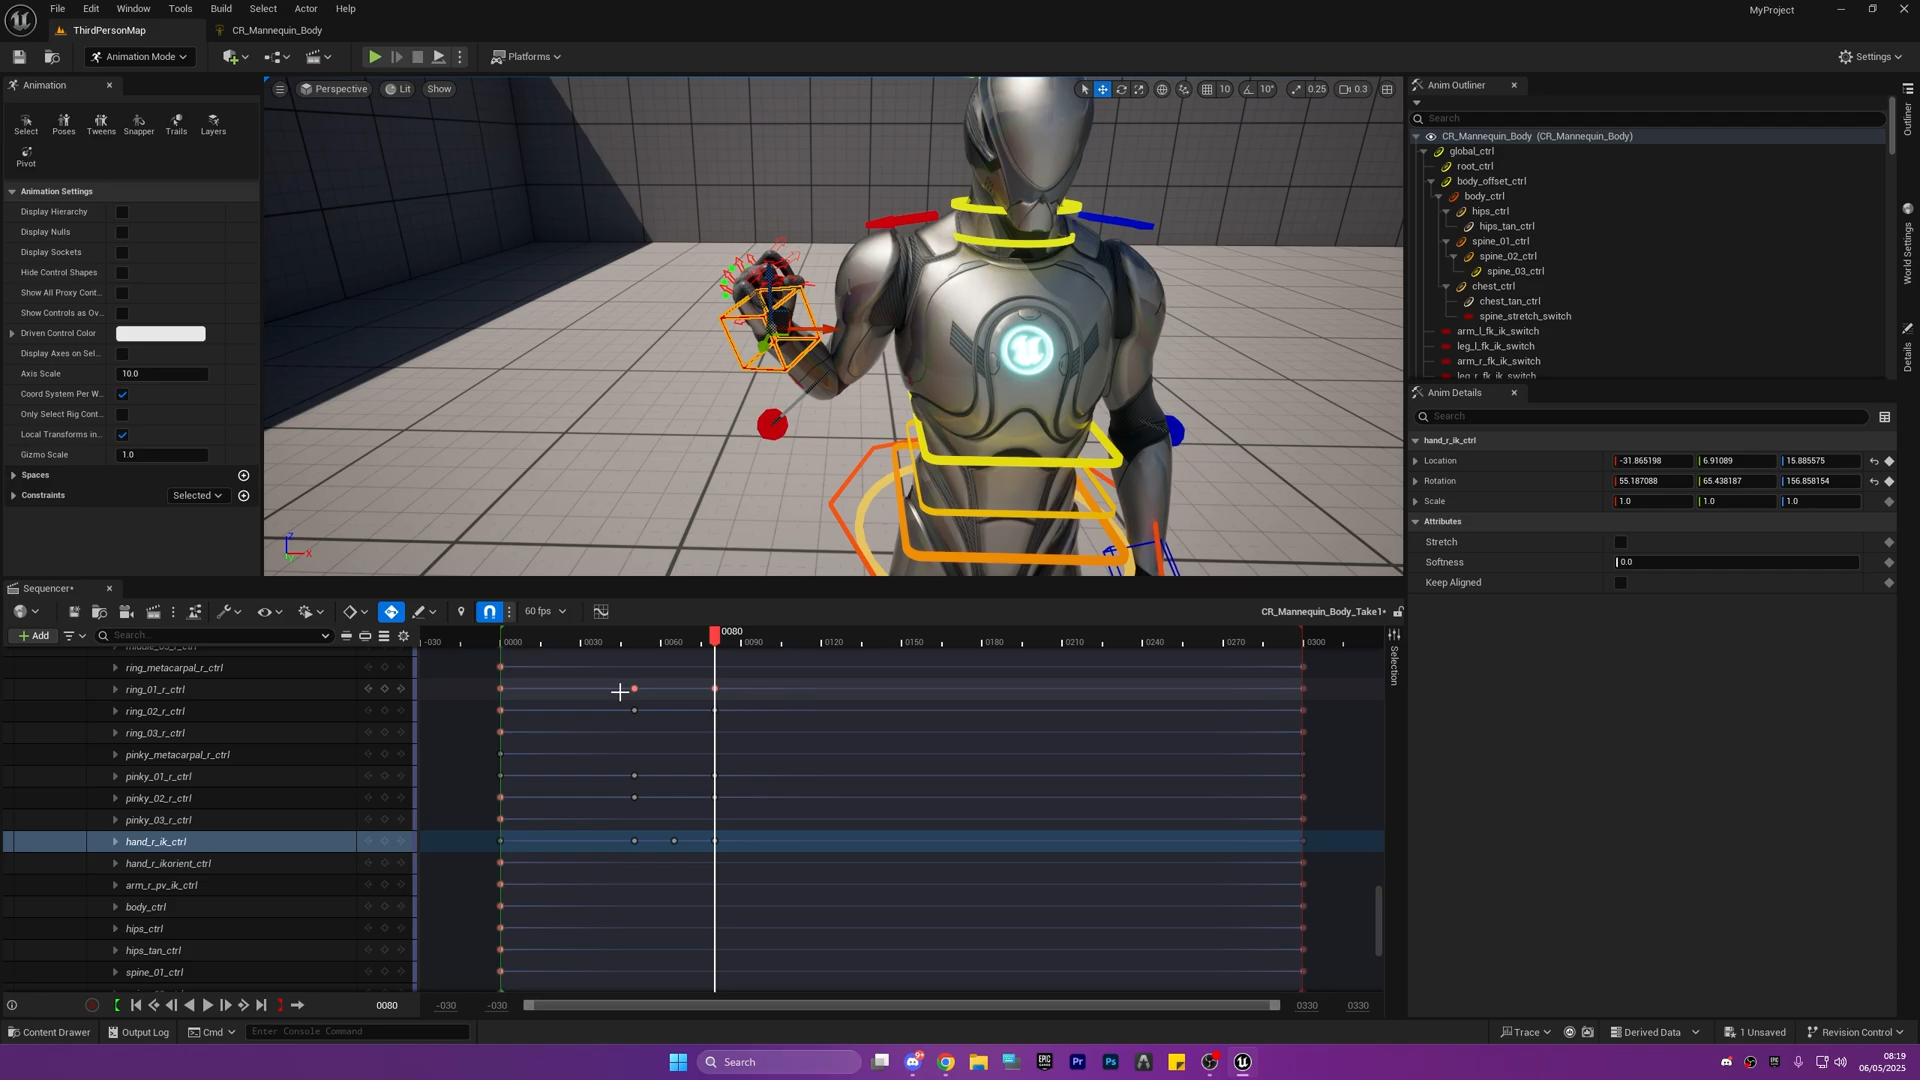 File Edit Window Tools Build Select Actor Help
MyProject
ThirdPersonMap
CR_Mannequin_Body
Animation Mode
Platforms
Settings
Animation
Perspective
Lit
Show
10
10°
0.25
0.3
Select Poses Tweens Snapper Trails Layers
Pivot
Animation Settings
Display Hierarchy
Display Nulls
Display Sockets
Hide Control Shapes
Show All Proxy Cont...
Show Controls as Ov...
Driven Control Color
Display Axes on Sel...
Axis Scale 10.0
Coord System Per W...
Only Select Rig Cont...
Local Transforms in...
Gizmo Scale 1.0
Spaces
Constraints Selected
Z
X
Anim Outliner
Search
CR_Mannequin_Body (CR_Mannequin_Body)
global_ctrl
root_ctrl
body_offset_ctrl
body_ctrl
hips_ctrl
hips_tan_ctrl
spine_01_ctrl
spine_02_ctrl
spine_03_ctrl
chest_ctrl
chest_tan_ctrl
spine_stretch_switch
arm_l_fk_ik_switch
leg_l_fk_ik_switch
arm_r_fk_ik_switch
leg_r_fk_ik_switch
Outliner
World Settings
Details
Anim Details
Search
hand_r_ik_ctrl
Location -31.865198 6.91089 15.885575
Rotation 55.187088 65.438187 156.858154
Scale 1.0 1.0 1.0
Attributes
Stretch
Softness 0.0
Keep Aligned
Sequencer*
60 fps
CR_Mannequin_Body_Take1*
Add
Search...
0080
-030 0000 0030 0060 0090 0120 0150 0180 0210 0240 0270 0300
Selection
middle_03_r_ctrl
ring_metacarpal_r_ctrl
ring_01_r_ctrl
ring_02_r_ctrl
ring_03_r_ctrl
pinky_metacarpal_r_ctrl
pinky_01_r_ctrl
pinky_02_r_ctrl
pinky_03_r_ctrl
hand_r_ik_ctrl
hand_r_ikorient_ctrl
arm_r_pv_ik_ctrl
body_ctrl
hips_ctrl
hips_tan_ctrl
spine_01_ctrl
0080 -030 -030 0330 0330
Content Drawer
Output Log
Cmd
Enter Console Command
Trace
Derived Data
1 Unsaved
Revision Control
Search
08:19
06/05/2025